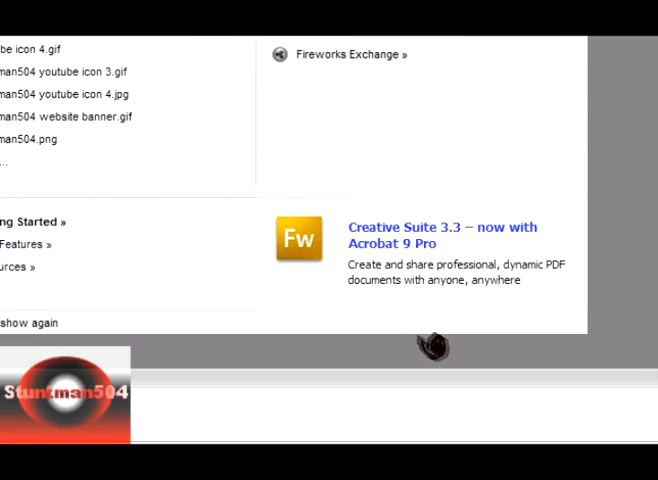 be icon 4.gif
man504 youtube icon 3.gif
man504 youtube icon 4.jpg
man504 website banner.gif
man504.png
...
ng Started »
Features »
urces »
show again
Fireworks Exchange »
Fw
Creative Suite 3.3 – now with
Acrobat 9 Pro
Create and share professional, dynamic PDF
documents with anyone, anywhere
Stuntman504